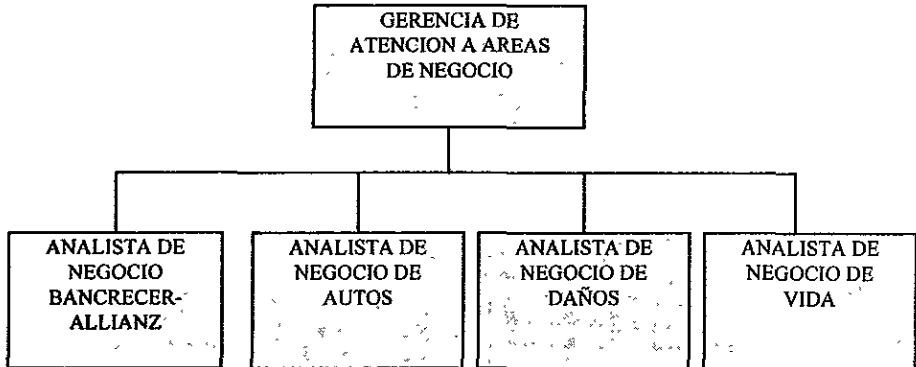 GERENCIA DE
ATENCION A AREAS
DE NEGOCIO
ANALISTA DE
NEGOCIO
BANCRECER-
ALLIANZ
ANALISTA DE
NEGOCIO DE
AUTOS
ANALISTA DE
NEGOCIO DE
DAÑOS
ANALISTA DE
NEGOCIO DE
VIDA